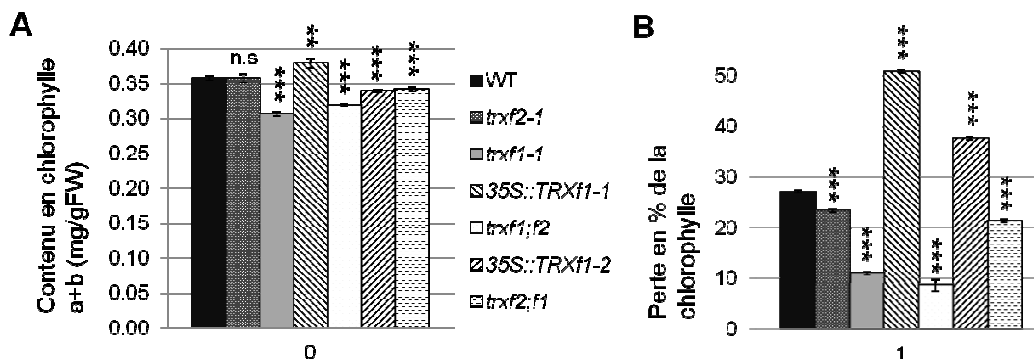 A
Contenu en chlorophylle
a+b (mg/gFW)
0.40
0.35
0.30
0.25
0.20
0.15
0.10
0.05
0.00
n.s
***
**
***
***
***
0
WT
trxf2-1
trxf1-1
35S::TRXf1-1
trxf1;f2
35S::TRXf1-2
trxf2;f1
B
Perte en % de la
chlorophylle
50
40
30
20
10
0
***
***
***
***
***
***
1